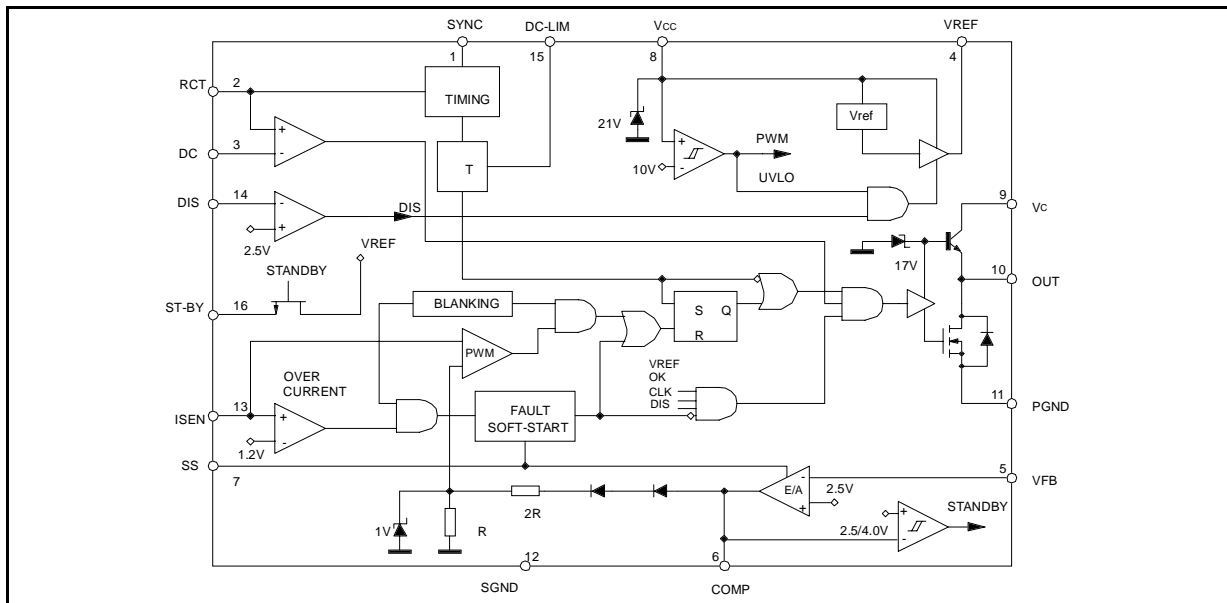 SYNC DC-LIM VCC VREF
1 15 8 4
RCT 2
TIMING
Vref
21V
DC 3
+
-
T
+
-
10V
PWM
UVLO
DIS 14
-
+
2.5V
DIS
9 VC
VREF
STANDBY
17V
10 OUT
ST-BY 16
BLANKING
S Q
R
PWM
VREF
OK
CLK
DIS
OVER
CURRENT
FAULT
SOFT-START
11 PGND
ISEN 13
+
-
1.2V
SS
7
5 VFB
E/A
-
+
2.5V
STANDBY
2R
1V
R
+
-
2.5/4.0V
12
6
SGND COMP